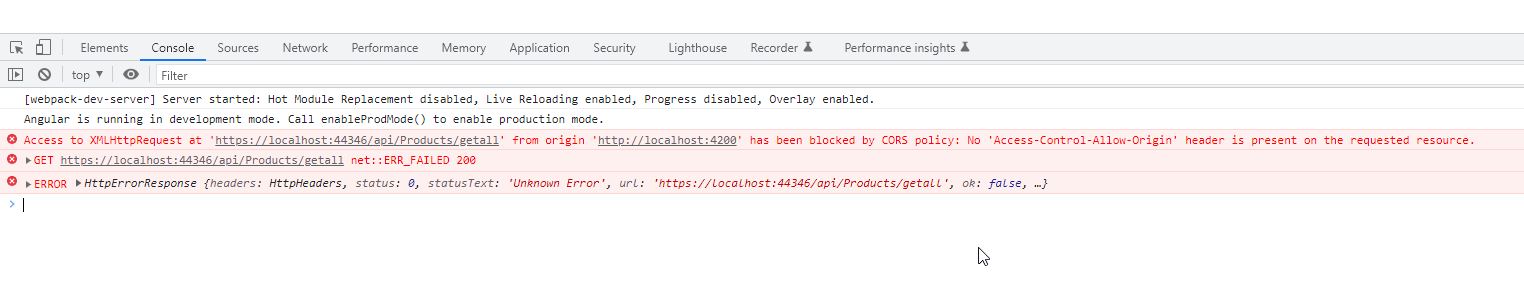 Elements Console Sources Network Performance Memory Application Security Lighthouse Recorder Performance insights
top ▼ Filter
[webpack-dev-server] Server started: Hot Module Replacement disabled, Live Reloading enabled, Progress disabled, Overlay enabled.
Angular is running in development mode. Call enableProdMode() to enable production mode.
Access to XMLHttpRequest at 'https://localhost:44346/api/Products/getall' from origin 'http://localhost:4200' has been blocked by CORS policy: No 'Access-Control-Allow-Origin' header is present on the requested resource.
▶GET https://localhost:44346/api/Products/getall net::ERR_FAILED 200
▶ERROR ▶HttpErrorResponse {headers: HttpHeaders, status: 0, statusText: 'Unknown Error', url: 'https://localhost:44346/api/Products/getall', ok: false, …}
>